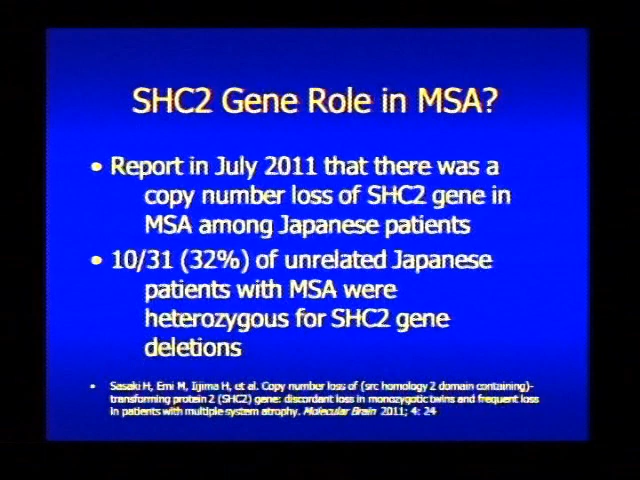 SHC2 Gene Role in MSA?
• Report in July 2011 that there was a
copy number loss of SHC2 gene in
MSA among Japanese patients
• 10/31 (32%) of unrelated Japanese
patients with MSA were
heterozygous for SHC2 gene
deletions
• Sasaki H, Emi M, Iijima H, et al. Copy number loss of (src homology 2 domain containing)-
transforming protein 2 (SHC2) gene: discordant loss in monozygotic twins and frequent loss
in patients with multiple system atrophy. Molecular Brain 2011; 4: 24